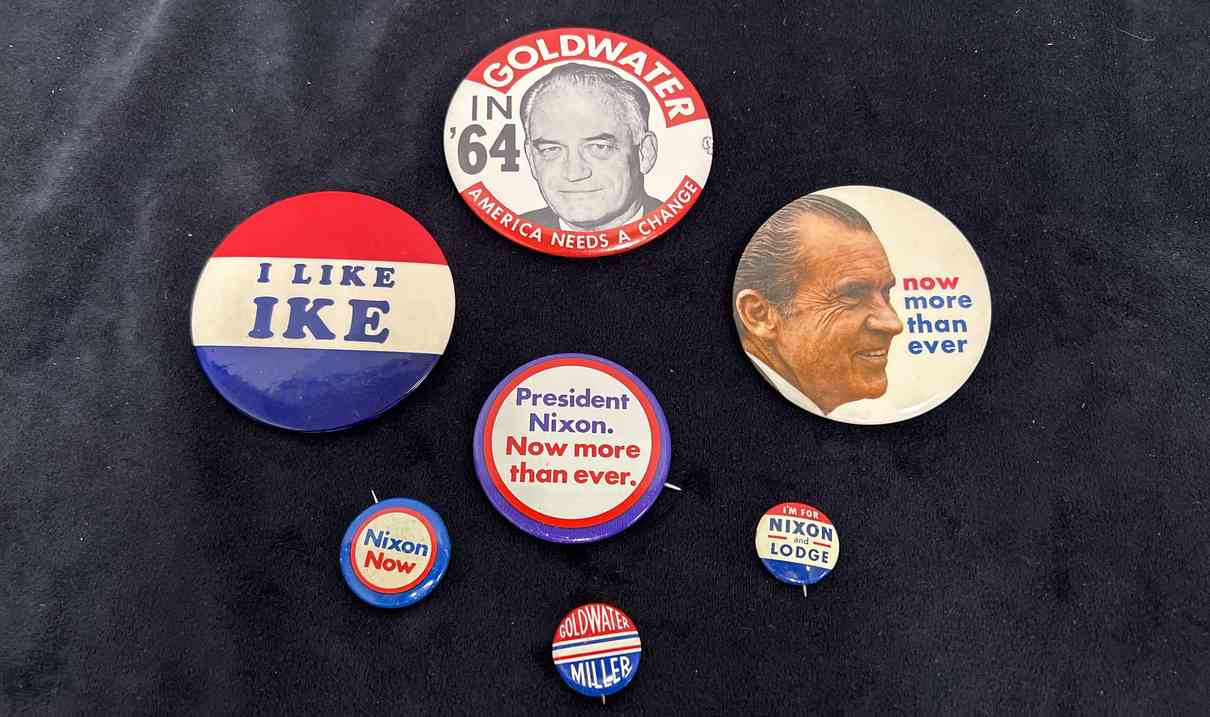 GOLDWATER
IN
'64
AMERICA NEEDS A CHANGE
I LIKE
IKE
now
more
than
ever
President
Nixon.
Now more
than ever.
Nixon
Now
I'M FOR
NIXON
and
LODGE
GOLDWATER
MILLER